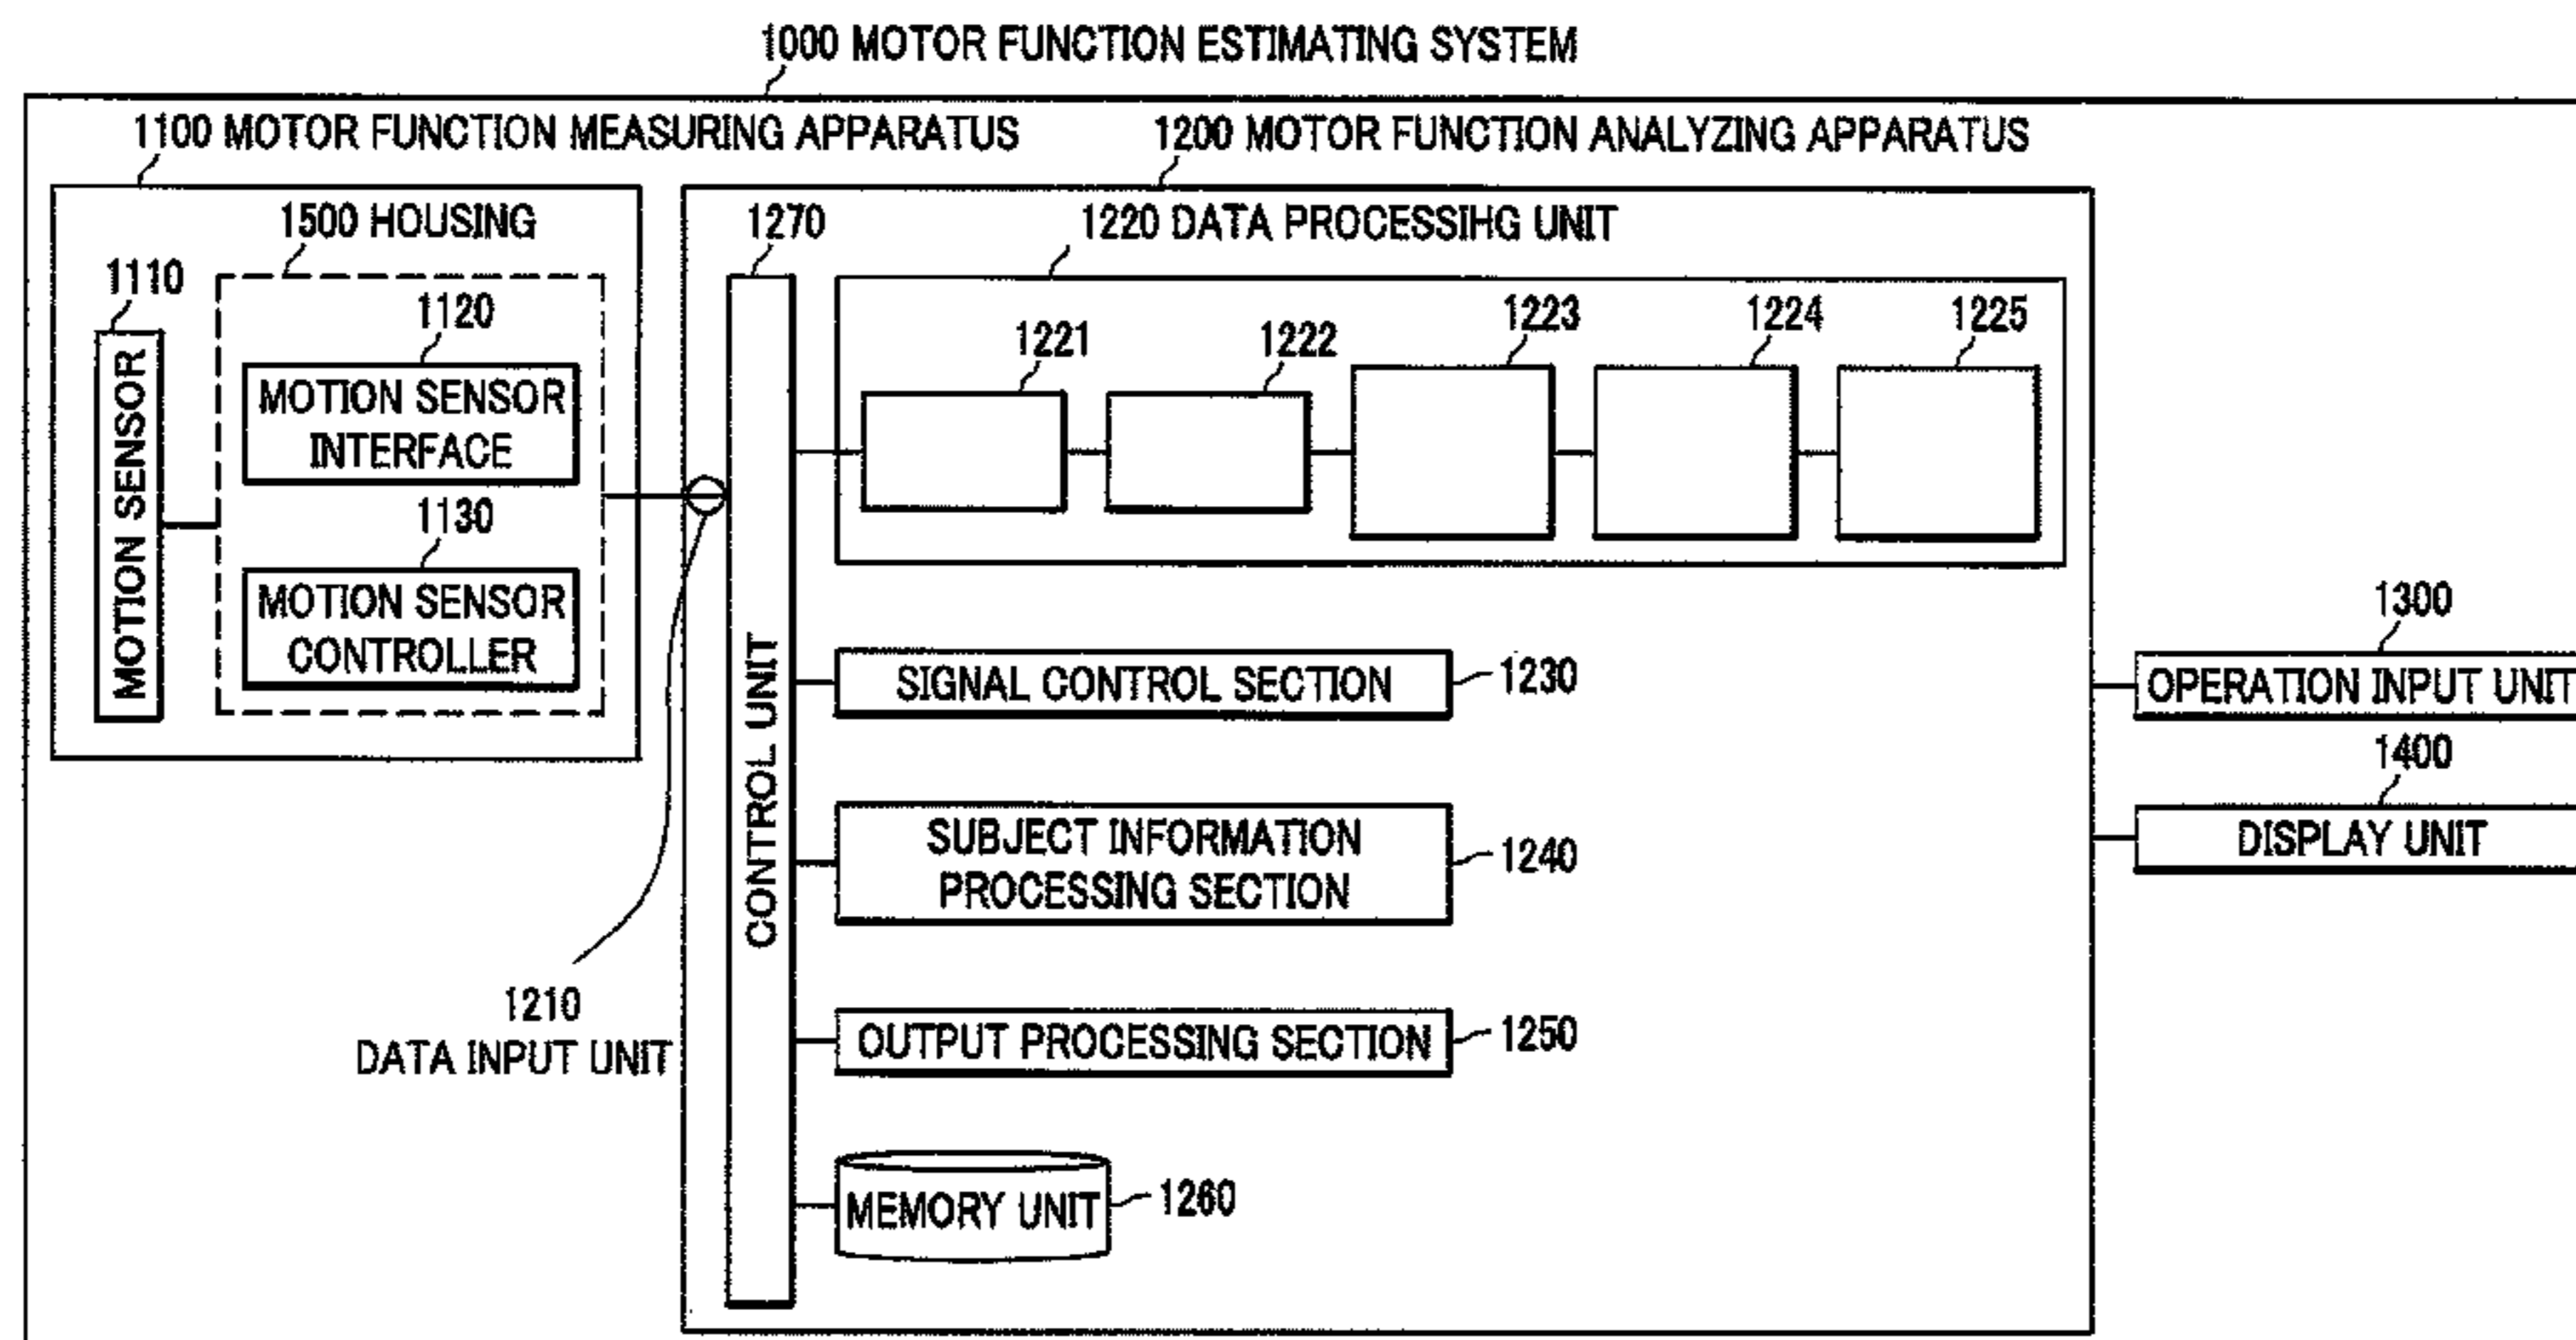 1000 MOTOR FUNCTION ESTIMATING SYSTEM
1100 MOTOR FUNCTION MEASURING APPARATUS
1500 HOUSING
1110
MOTION SENSOR
1120
MOTION SENSOR
INTERFACE
1130
MOTION SENSOR
CONTROLLER
1210
DATA INPUT UNIT
1200 MOTOR FUNCTION ANALYZING APPARATUS
1270
CONTROL UNIT
1220 DATA PROCESSIHG UNIT
1221
1222
1223
1224
1225
SIGNAL CONTROL SECTION
1230
SUBJECT INFORMATION
PROCESSING SECTION
1240
OUTPUT PROCESSING SECTION
1250
MEMORY UNIT
1260
1300
OPERATION INPUT UNIT
1400
DISPLAY UNIT